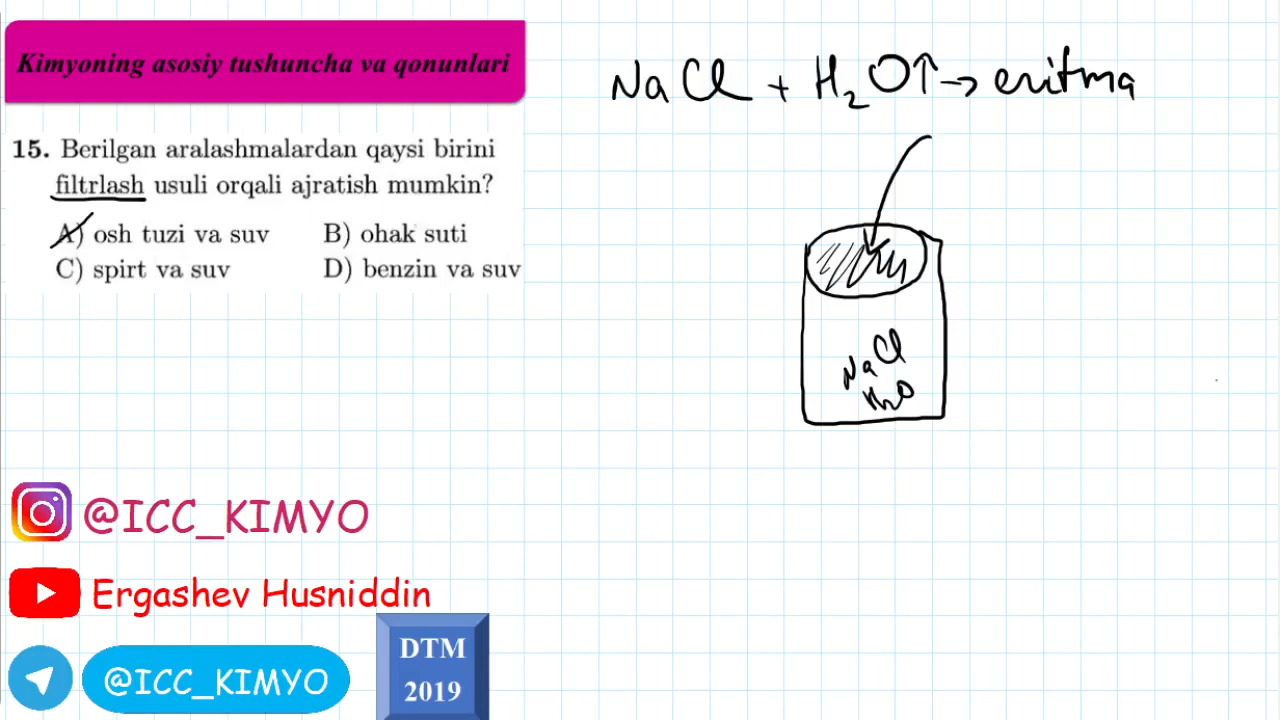 Kimyoning asosiy tushuncha va qonunlari
15. Berilgan aralashmalardan qaysi birini
filtrlash usuli orqali ajratish mumkin?
A) osh tuzi va suv B) ohak suti
C) spirt va suv D) benzin va suv
NaCl + H₂O↑ → eritma
NaCl
H₂O
@ICC_KIMYO
Ergashev Husniddin
@ICC_KIMYO
DTM
2019